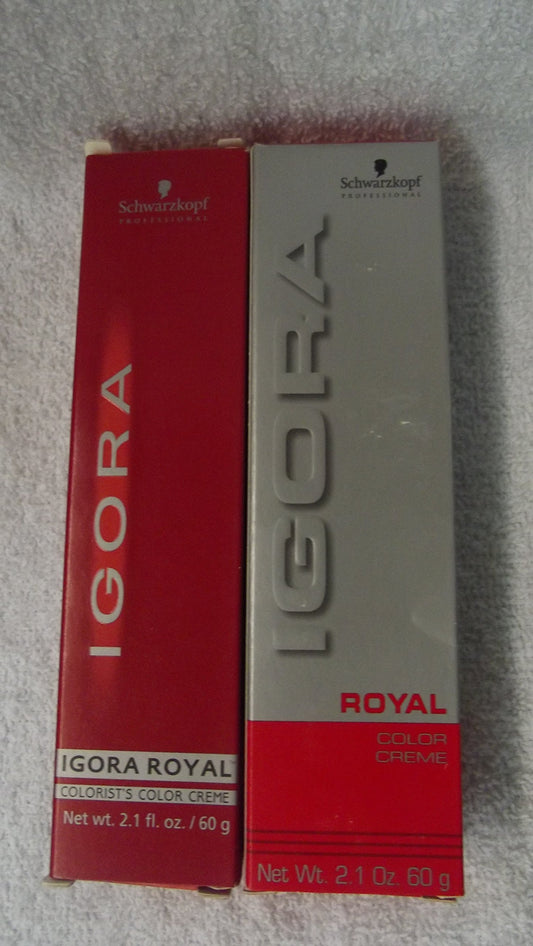 Schwarzkopf
PROFESSIONAL
IGORA
IGORA ROYAL
COLORIST'S COLOR CREME
Net wt. 2.1 fl. oz. / 60 g
Schwarzkopf
PROFESSIONAL
IGORA
ROYAL
COLOR
CREME
Net Wt. 2.1 Oz. 60 g